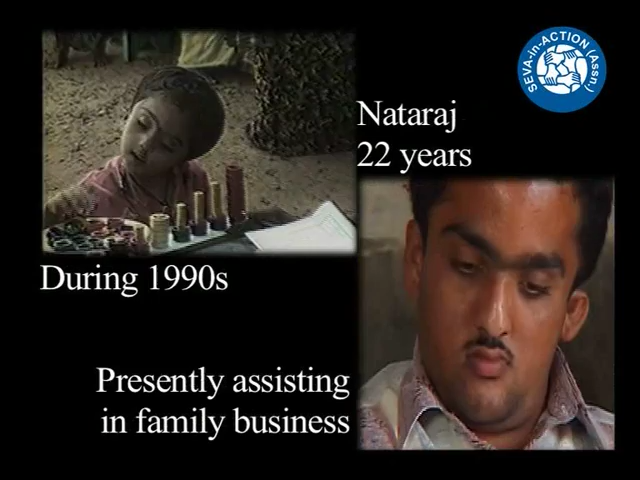 SEVA-in-ACTION (Assn.)
Nataraj
22 years
During 1990s
Presently assisting
in family business